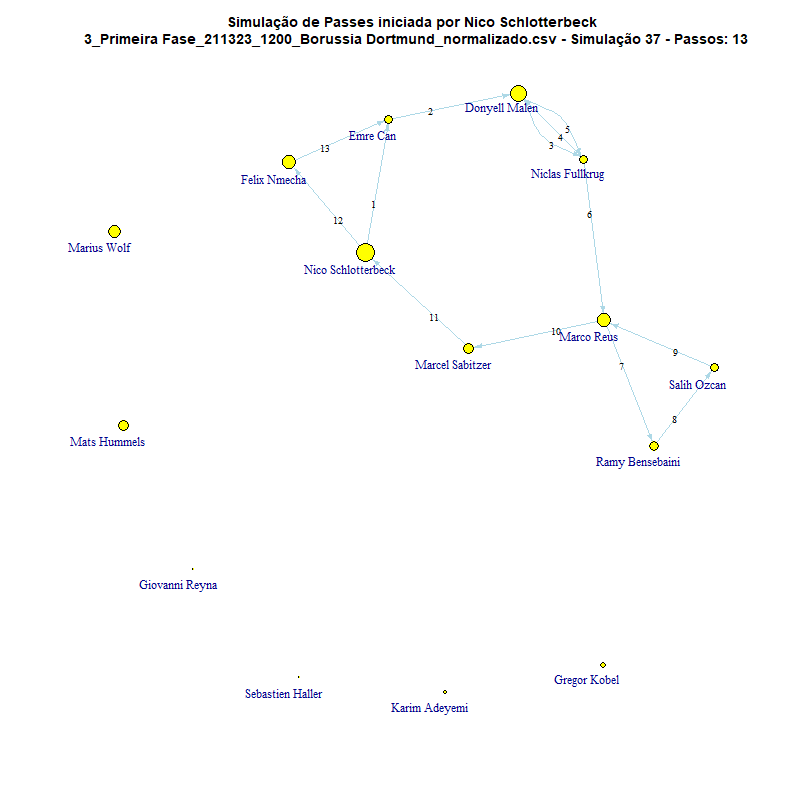 Simulação de Passes iniciada por Nico Schlotterbeck
3_Primeira Fase_211323_1200_Borussia Dortmund_normalizado.csv - Simulação 37 - Passos: 13
Donyell Malen
2
Emre Can
5
4
3
13
Niclas Fullkrug
Felix Nmecha
1
6
12
Marius Wolf
Nico Schlotterbeck
11
10
Marco Reus
9
Marcel Sabitzer
7
Salih Ozcan
8
Mats Hummels
Ramy Bensebaini
Giovanni Reyna
Gregor Kobel
Sebastien Haller
Karim Adeyemi